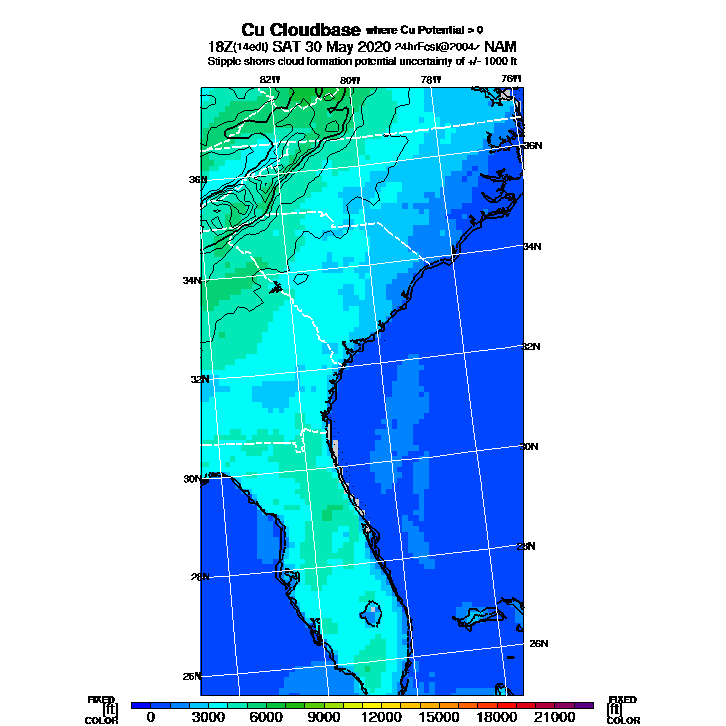 Cu Cloudbase where Cu Potential > 0
18Z(14edt) SAT 30 May 2020 24hrFcst@2004z NAM
Stipple shows cloud formation potential uncertainty of +/- 1000 ft
82W 80W 78W 76W
36N
36N
34N
34N
32N
32N
30N
30N
28N
28N
26N
26N
FIXED FIXED
[ft] [ft]
COLOR COLOR
0 3000 6000 9000 12000 15000 18000 21000